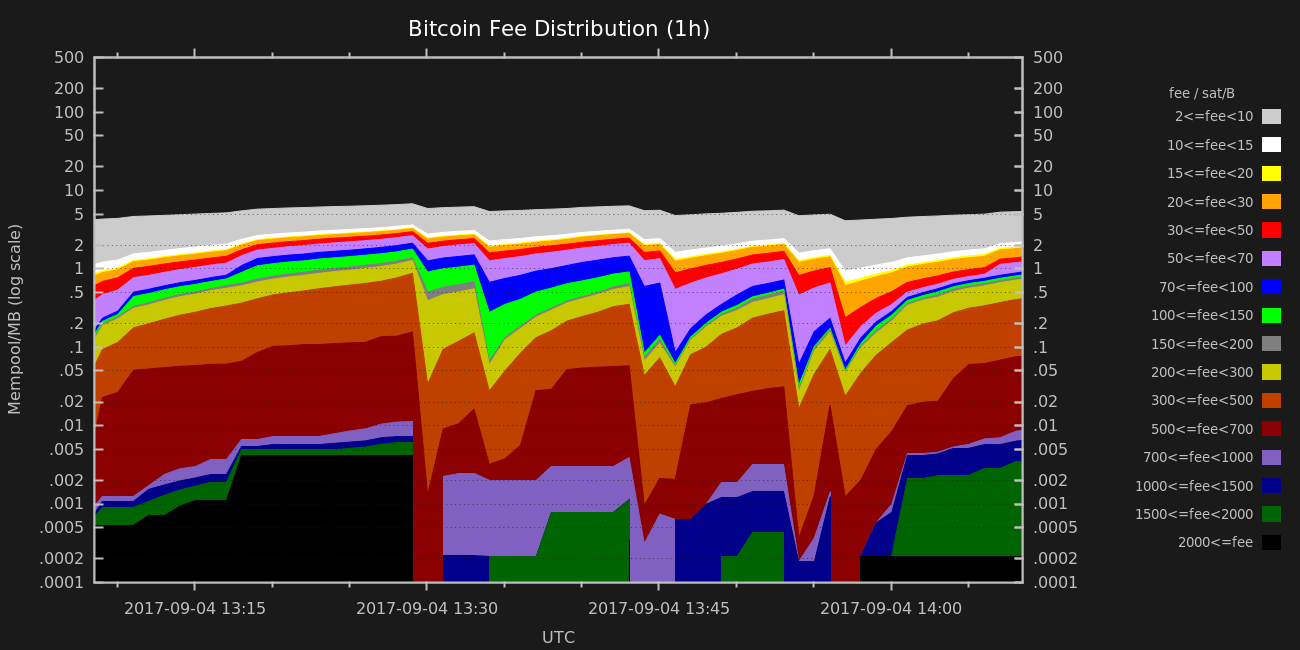 Bitcoin Fee Distribution (1h)
500 500
200 200
100 100
50 50
20 20
10 10
5 5
2 2
1 1
.5 .5
.2 .2
.1 .1
.05 .05
.02 .02
.01 .01
.005 .005
.002 .002
.001 .001
.0005 .0005
.0002 .0002
.0001 .0001
Mempool/MB (log scale)
2017-09-04 13:15 2017-09-04 13:30 2017-09-04 13:45 2017-09-04 14:00
UTC
fee / sat/B
2<=fee<10
10<=fee<15
15<=fee<20
20<=fee<30
30<=fee<50
50<=fee<70
70<=fee<100
100<=fee<150
150<=fee<200
200<=fee<300
300<=fee<500
500<=fee<700
700<=fee<1000
1000<=fee<1500
1500<=fee<2000
2000<=fee